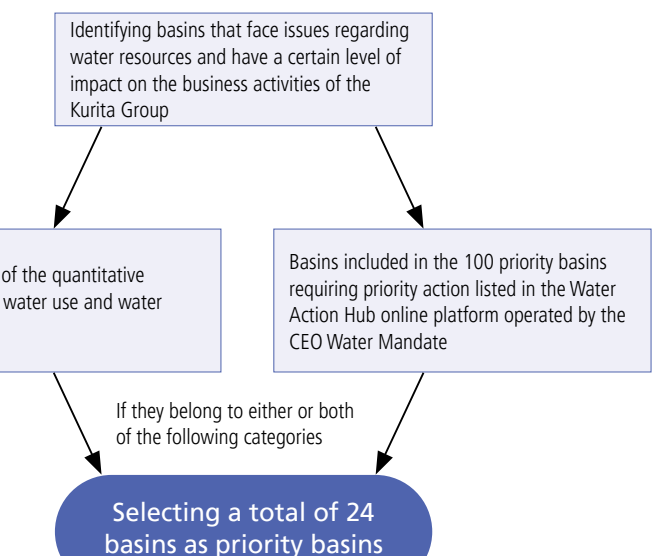 Identifying basins that face issues regarding
water resources and have a certain level of
impact on the business activities of the
Kurita Group
of the quantitative
water use and water
Basins included in the 100 priority basins
requiring priority action listed in the Water
Action Hub online platform operated by the
CEO Water Mandate
If they belong to either or both
of the following categories
Selecting a total of 24
basins as priority basins